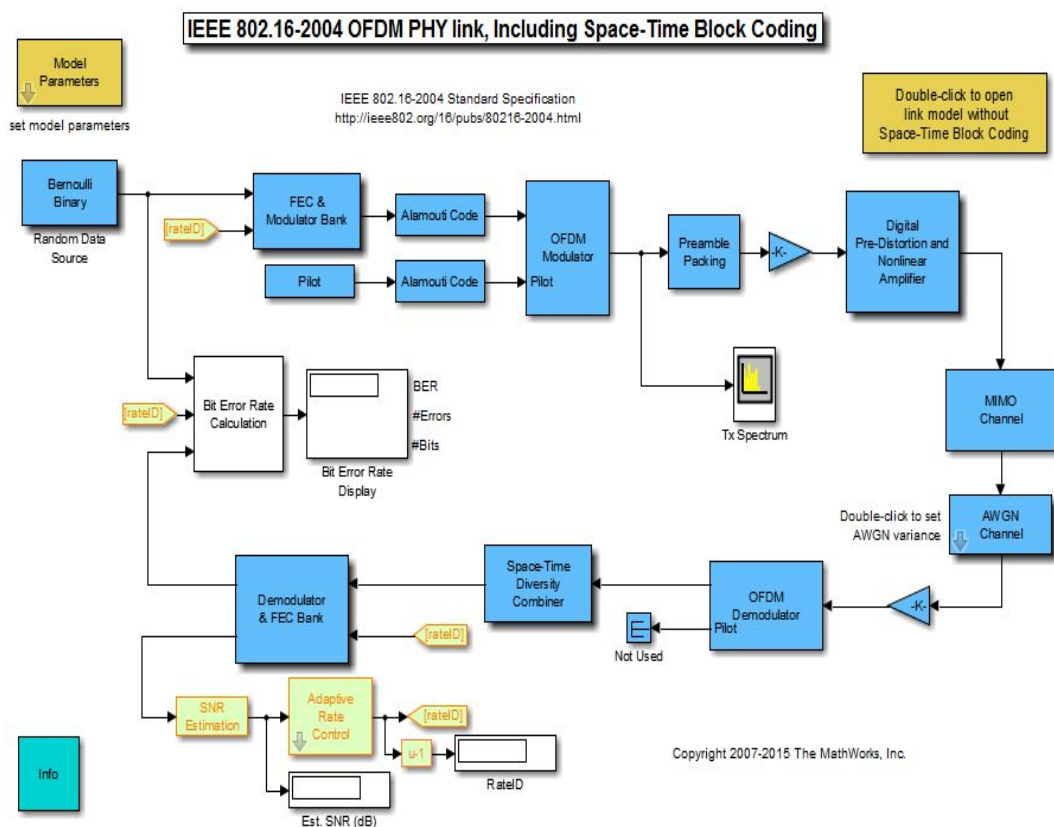 IEEE 802.16-2004 OFDM PHY link, Including Space-Time Block Coding
Model
Parameters
set model parameters
IEEE 802.16-2004 Standard Specification
http://ieee802.org/16/pubs/80216-2004.html
Double-click to open
link model without
Space-Time Block Coding
Bernoulli
Binary
Random Data
Source
[rateID]
FEC &
Modulator Bank
Alamouti Code
Pilot
Alamouti Code
OFDM
Modulator
Pilot
Preamble
Packing
-K-
Digital
Pre-Distortion and
Nonlinear
Amplifier
Tx Spectrum
MIMO
Channel
[rateID]
Bit Error Rate
Calculation
BER
#Errors
#Bits
Bit Error Rate
Display
Double-click to set
AWGN variance
AWGN
Channel
-K-
OFDM
Demodulator
Pilot
Not Used
Space-Time
Diversity
Combiner
Demodulator
& FEC Bank
[rateID]
SNR
Estimation
Adaptive
Rate
Control
[rateID]
u-1
RateID
Est. SNR (dB)
Info
Copyright 2007-2015 The MathWorks, Inc.